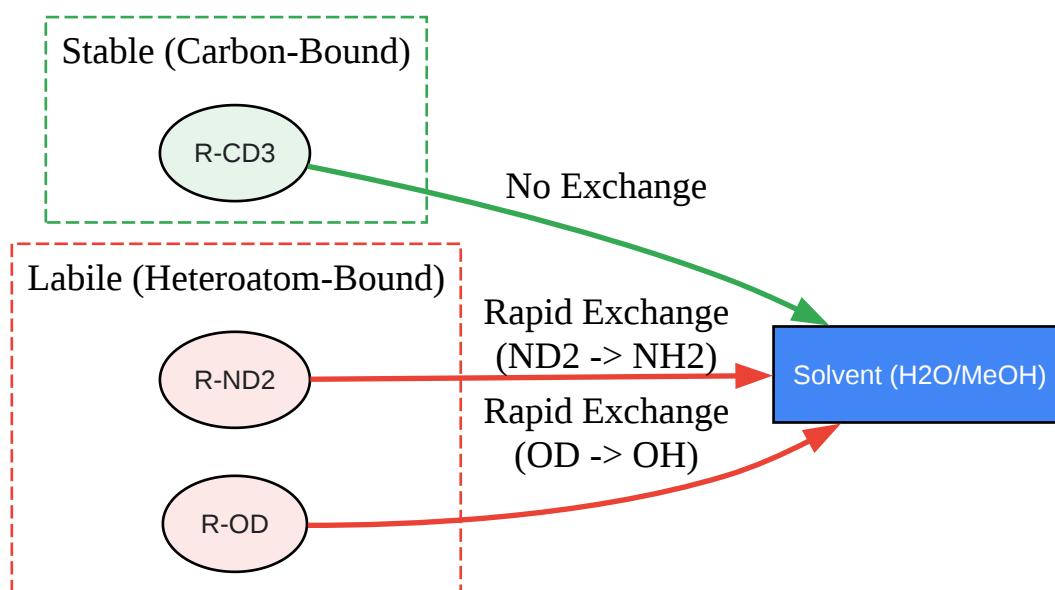 Stable (Carbon-Bound)
R-CD3
No Exchange
Labile (Heteroatom-Bound)
Rapid Exchange
(ND2 -> NH2)
R-ND2
Solvent (H2O/MeOH)
Rapid Exchange
(OD -> OH)
R-OD